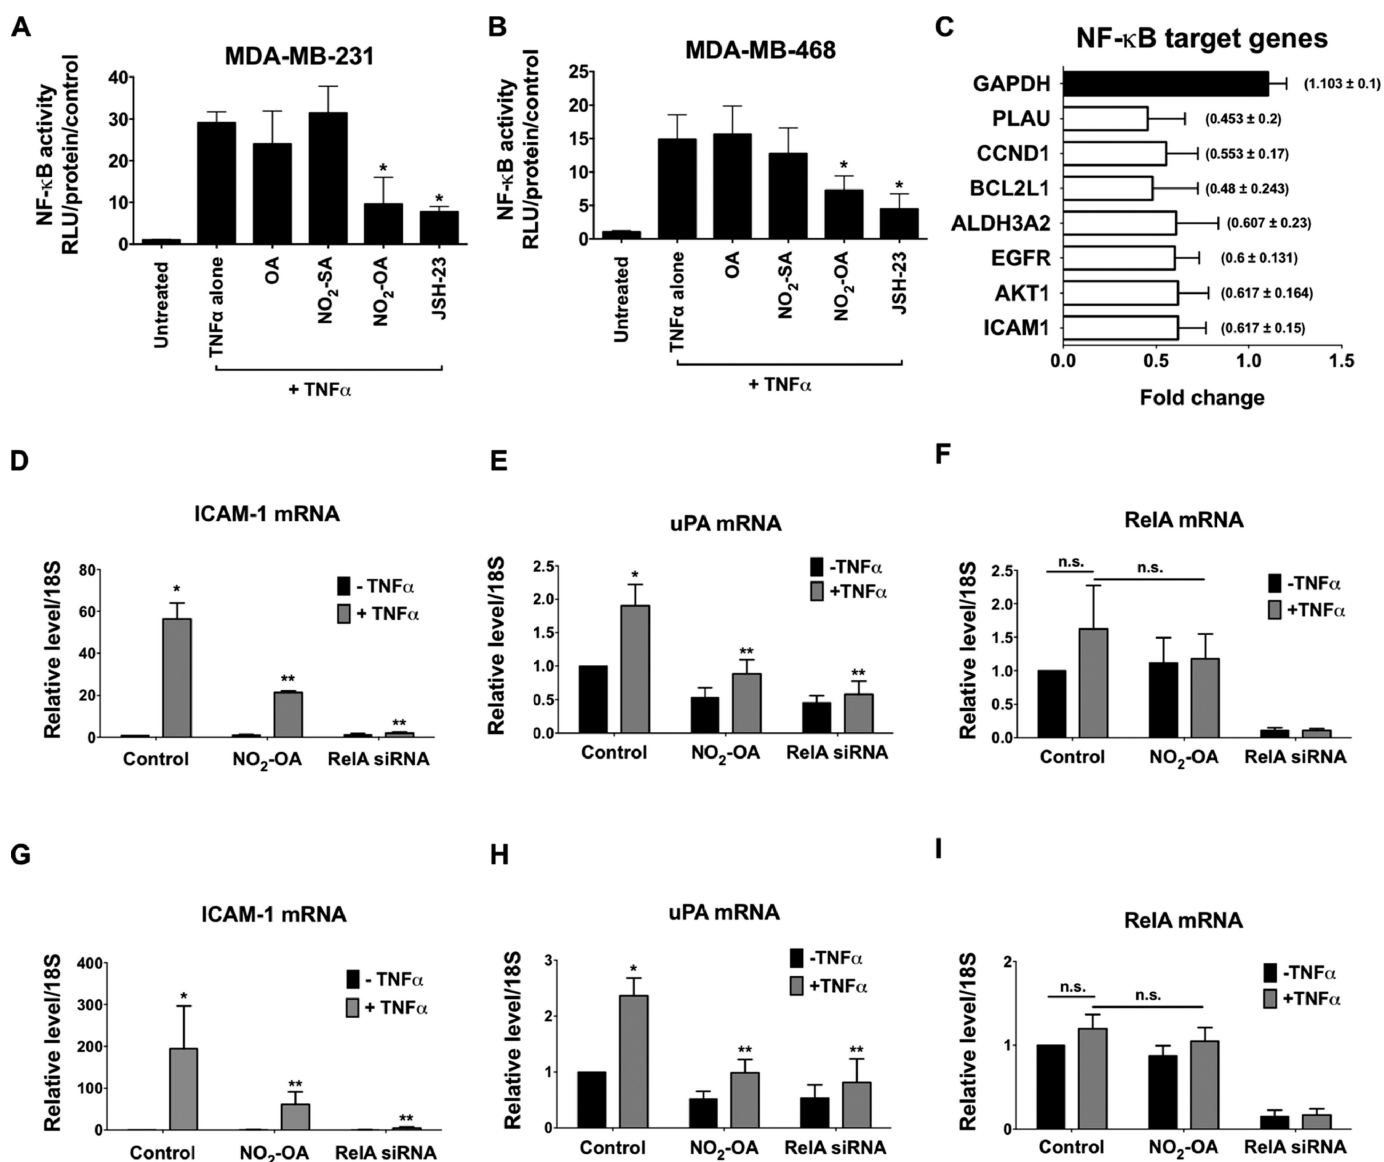 A
MDA-MB-231
NF-κB activity
RLU/protein/control
40
30
20
10
0
*
*
Untreated
TNFα alone
OA
NO2-SA
NO2-OA
JSH-23
+ TNFα
B
MDA-MB-468
NF-κB activity
RLU/protein/control
25
20
15
10
5
0
*
*
Untreated
TNFα alone
OA
NO2-SA
NO2-OA
JSH-23
+ TNFα
C
NF-κB target genes
GAPDH (1.103 ± 0.1)
PLAU (0.453 ± 0.2)
CCND1 (0.553 ± 0.17)
BCL2L1 (0.48 ± 0.243)
ALDH3A2 (0.607 ± 0.23)
EGFR (0.6 ± 0.131)
AKT1 (0.617 ± 0.164)
ICAM1 (0.617 ± 0.15)
0.0 0.5 1.0 1.5
Fold change
D
ICAM-1 mRNA
Relative level/18S
80
60
40
20
0
- TNFα
+ TNFα
*
**
**
Control NO2-OA RelA siRNA
E
uPA mRNA
Relative level/18S
2.5
2.0
1.5
1.0
0.5
0.0
-TNFα
+TNFα
*
**
**
Control NO2-OA RelA siRNA
F
RelA mRNA
Relative level/18S
2.5
2.0
1.5
1.0
0.5
0.0
n.s. n.s.
-TNFα
+TNFα
Control NO2-OA RelA siRNA
G
ICAM-1 mRNA
Relative level/18S
400
300
200
100
0
- TNFα
+ TNFα
*
**
**
Control NO2-OA RelA siRNA
H
uPA mRNA
Relative level/18S
3
2
1
0
-TNFα
+TNFα
*
**
**
Control NO2-OA RelA siRNA
I
RelA mRNA
Relative level/18S
2
1
0
n.s. n.s.
-TNFα
+TNFα
Control NO2-OA RelA siRNA